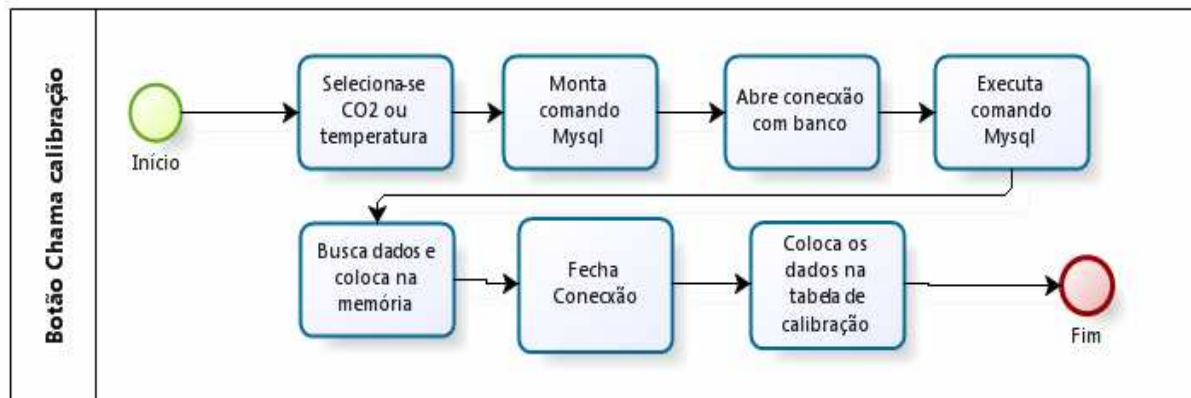 Botão Chama calibração
Início
Seleciona-se
CO2 ou
temperatura
Monta
comando
Mysql
Abre conecxão
com banco
Executa
comando
Mysql
Busca dados e
coloca na
memória
Fecha
Conecxão
Coloca os
dados na
tabela de
calibração
Fim